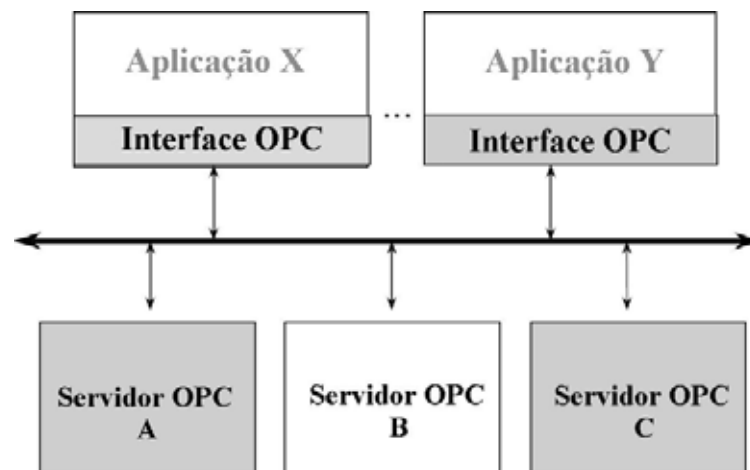 Aplicação X
Aplicação Y
Interface OPC
...
Interface OPC
Servidor OPC
A
Servidor OPC
B
Servidor OPC
C